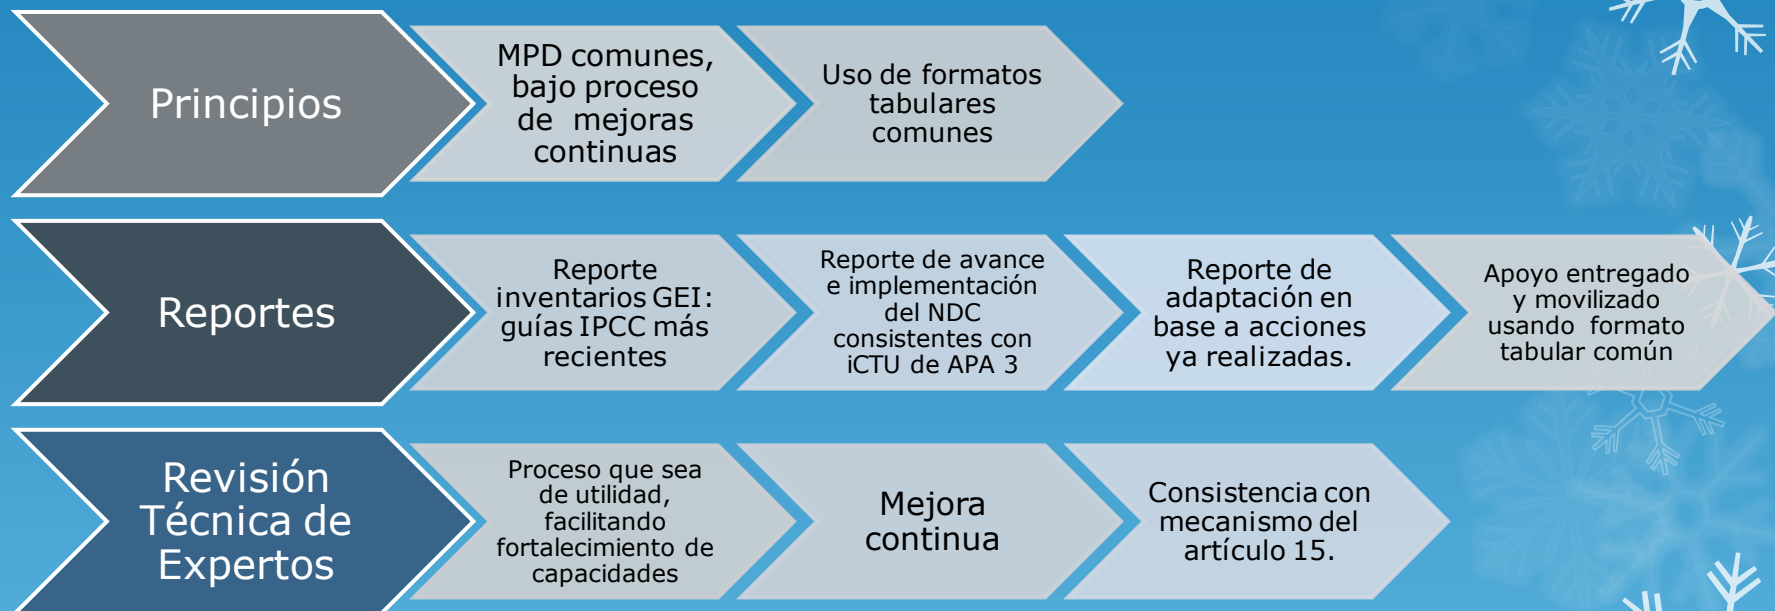 Principios
MPD comunes,
bajo proceso
de mejoras
continuas
Uso de formatos
tabulares
comunes
Reportes
Reporte
inventarios GEI:
guías IPCC más
recientes
Reporte de avance
e implementación
del NDC
consistentes con
iCTU de APA 3
Reporte de
adaptación en
base a acciones
ya realizadas.
Apoyo entregado
y movilizado
usando formato
tabular común
Revisión
Técnica de
Expertos
Proceso que sea
de utilidad,
facilitando
fortalecimiento de
capacidades
Mejora
continua
Consistencia con
mecanismo del
artículo 15.